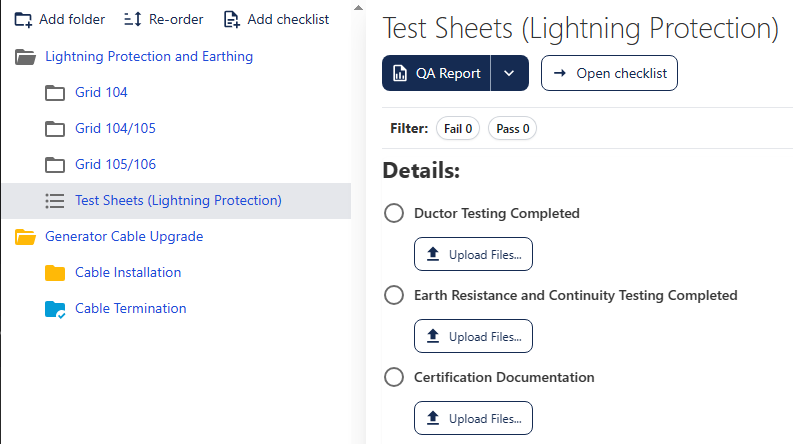 Add folder Re-order Add checklist
Lightning Protection and Earthing
Grid 104
Grid 104/105
Grid 105/106
Test Sheets (Lightning Protection)
Generator Cable Upgrade
Cable Installation
Cable Termination
Test Sheets (Lightning Protection)
QA Report Open checklist
Filter: Fail 0 Pass 0
Details:
Ductor Testing Completed
Upload Files...
Earth Resistance and Continuity Testing Completed
Upload Files...
Certification Documentation
Upload Files...